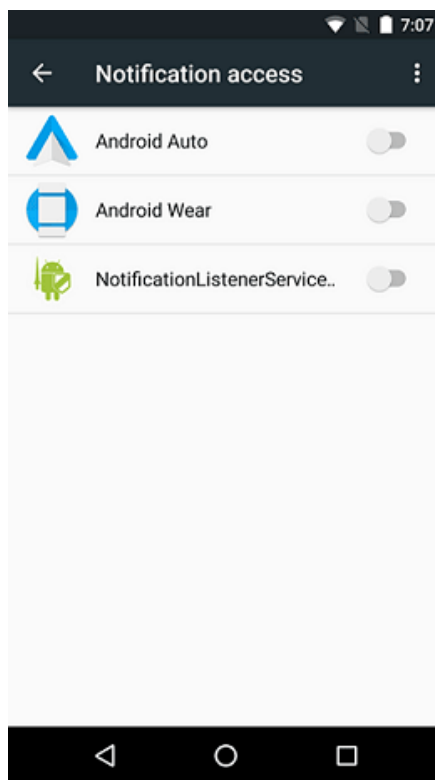 7:07
Notification access
Android Auto
Android Wear
NotificationListenerService..